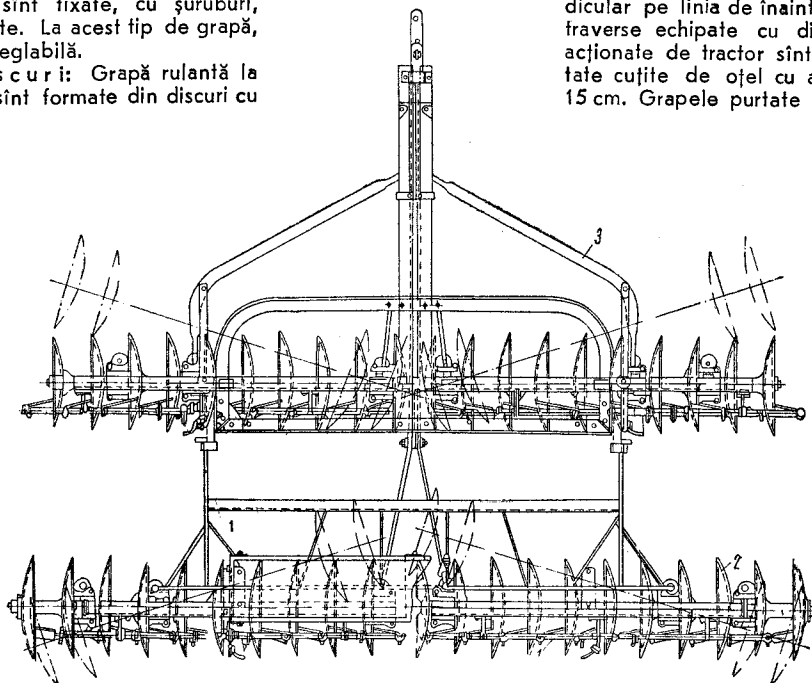 sînt fixate, cu șuruburi,
te. La acest tip de grapă,
eglabilă.
scuri: Grapă rulantă la
sînt formate din discuri cu
dicular pe linia de înaint
traverse echipate cu di
acționate de tractor sînt
tate cuțite de oțel cu a
15 cm. Grapele purtate
3
1
2